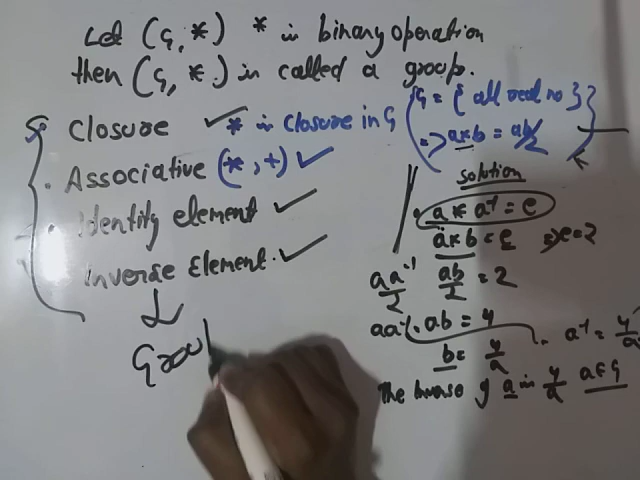 Let (G, *) * is binary operation
then (G, *.) is called a group.
closure ✓ * is closure in G
Associative (*, +) ✓
Identity element ✓
Inverse Element. ✓
Grou
G = { all real no }
=> a*b = ab/2
solution
a * a⁻¹ = e
a * b = e => e=2
aa⁻¹/2 ab/2 = 2
aa⁻¹ . ab = 4
b = 4/a . a⁻¹ = 4/a
The inverse of a is 4/a a∈G